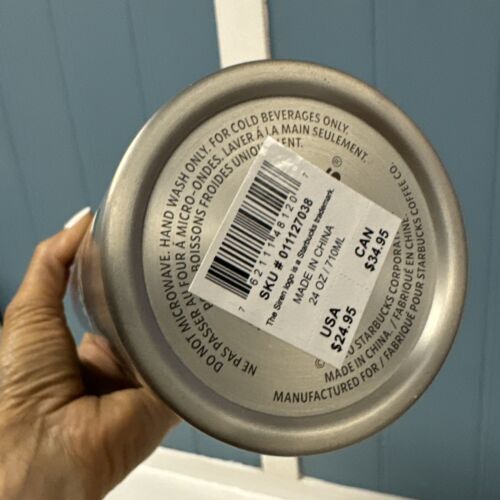 DO NOT MICROWAVE. HAND WASH ONLY. FOR COLD BEVERAGES ONLY.
NE PAS PASSER AU FOUR À MICRO-ONDES. LAVER À LA MAIN SEULEMENT.
BOISSONS FROIDES
®
SKU # 011127038
The Siren logo is a Starbucks trademark.
MADE IN CHINA
24 OZ / 710ML
USA
$24.95
CAN
$34.95
STARBUCKS
MADE IN CHINA. / FABRIQUÉ EN CHINE.
MANUFACTURED FOR / FABRIQUÉ POUR STARBUCKS COFFEE CO.